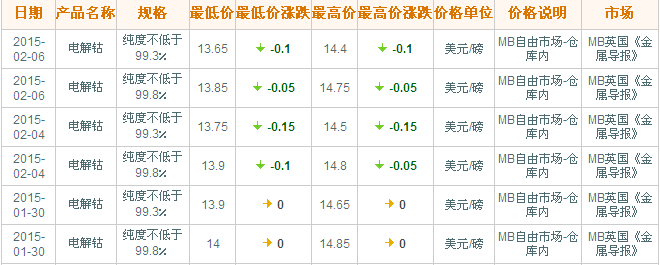 日期 产品名称 规格 最低价 最低价涨跌 最高价 最高价涨跌 价格单位 价格说明 市场
2015-02-06 电解钴 纯度不低于99.3% 13.65 -0.1 14.4 -0.1 美元/磅 MB自由市场-仓库内 MB英国《金属导报》
2015-02-06 电解钴 纯度不低于99.8% 13.85 -0.05 14.75 -0.05 美元/磅 MB自由市场-仓库内 MB英国《金属导报》
2015-02-04 电解钴 纯度不低于99.3% 13.75 -0.15 14.5 -0.15 美元/磅 MB自由市场-仓库内 MB英国《金属导报》
2015-02-04 电解钴 纯度不低于99.8% 13.9 -0.1 14.8 -0.05 美元/磅 MB自由市场-仓库内 MB英国《金属导报》
2015-01-30 电解钴 纯度不低于99.3% 13.9 0 14.65 0 美元/磅 MB自由市场-仓库内 MB英国《金属导报》
2015-01-30 电解钴 纯度不低于99.8% 14 0 14.85 0 美元/磅 MB自由市场-仓库内 MB英国《金属导报》